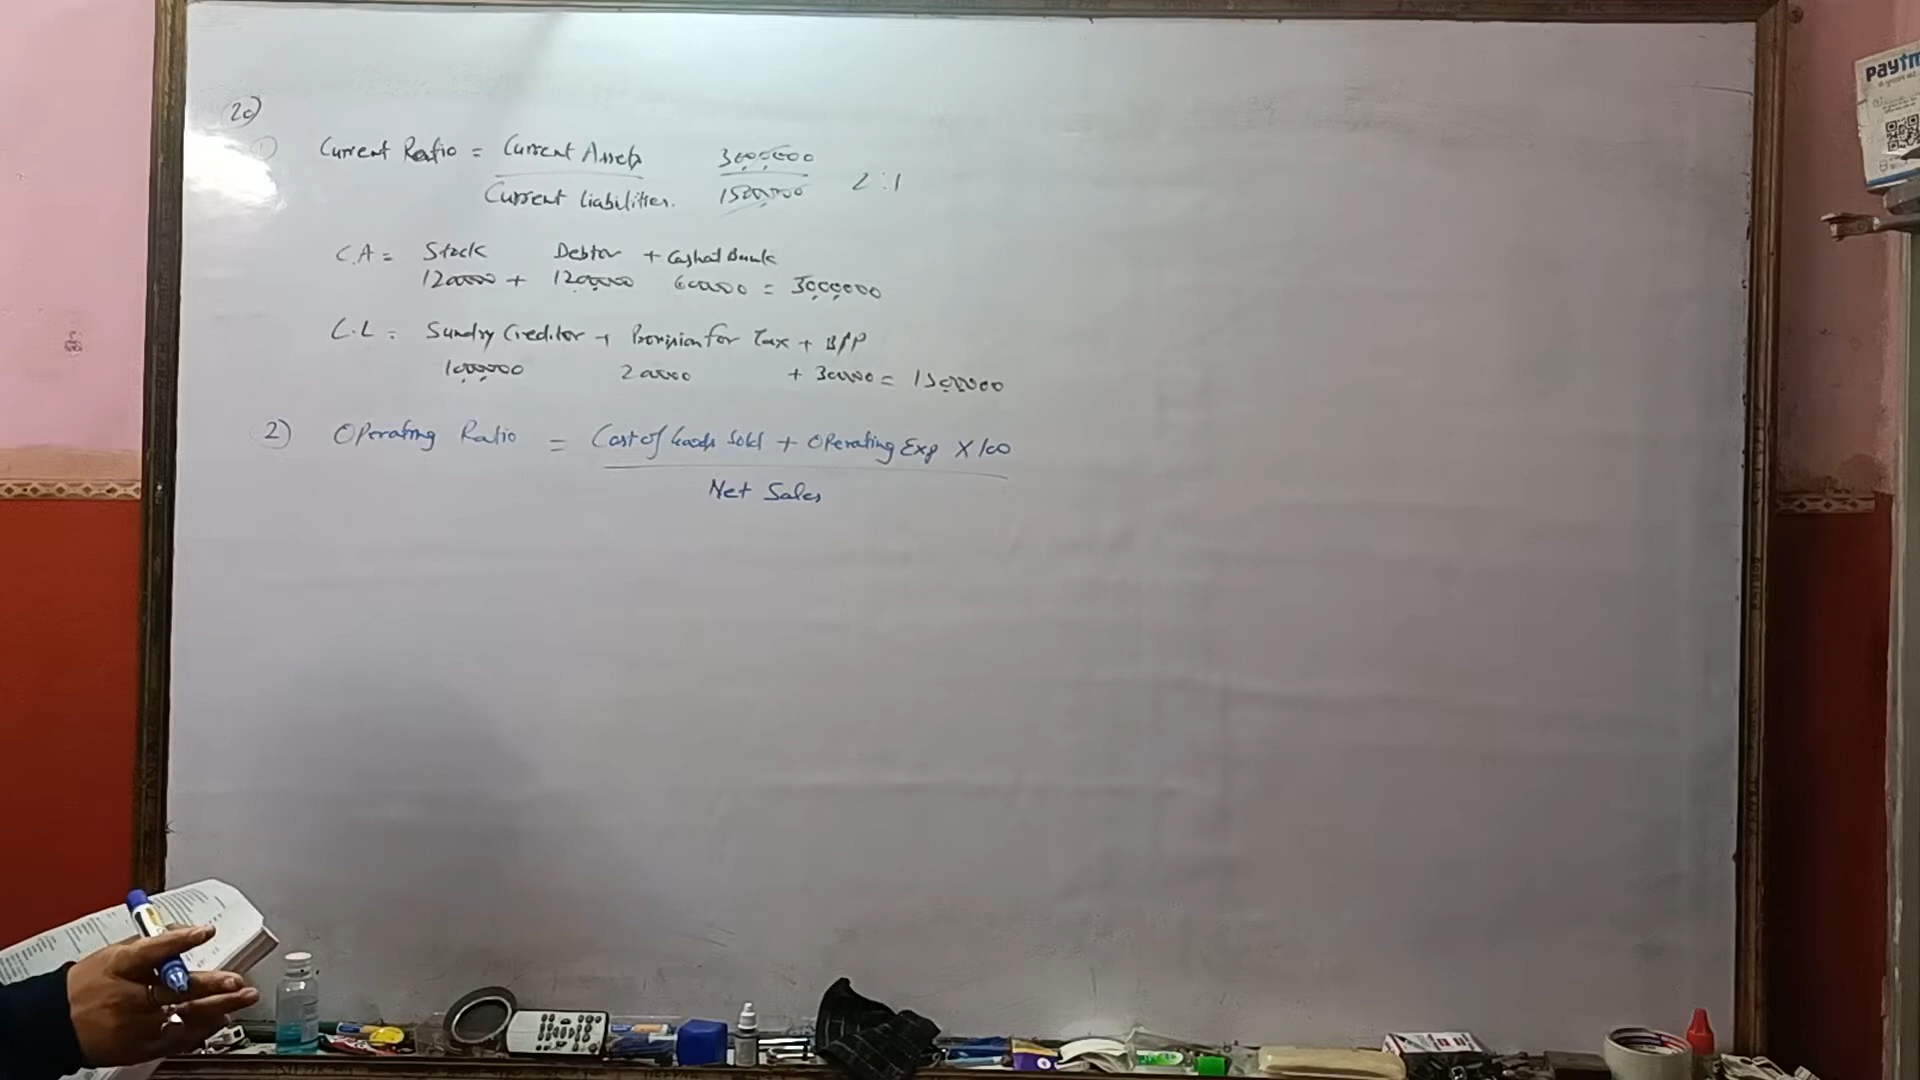 20)
1) Current Ratio = Current Assets 3000000
Current liabilities. 1500000 2:1
C.A = Stock Debtor + Cash at Bank
1200000 + 1200000 600000 = 3000000
C.L = Sundry Creditor + Provision for Tax + B/P
1000000 200000 + 300000 = 1500000
2) Operating Ratio = Cost of Goods Sold + Operating Exp X 100
Net Sales
Paytm